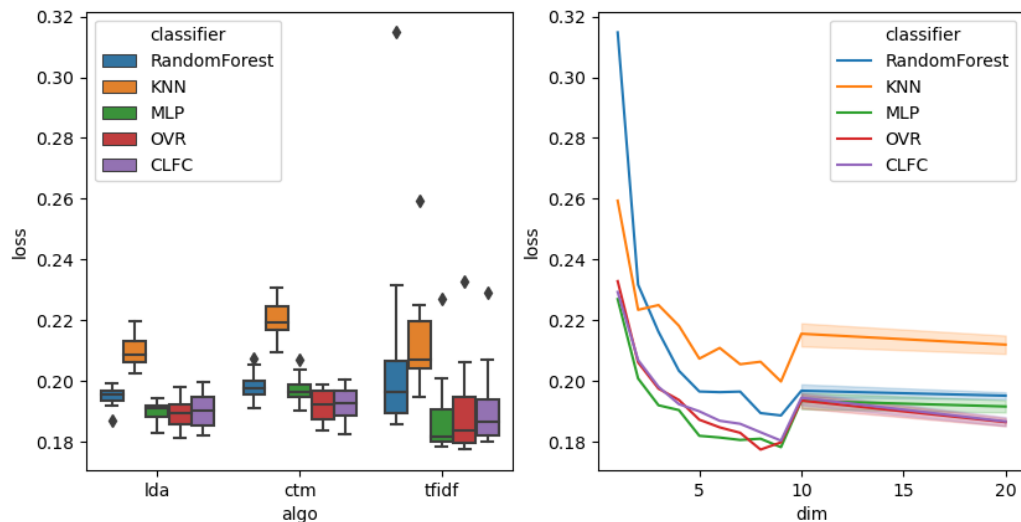 0.32
0.30
0.28
0.26
0.24
0.22
0.20
0.18
loss
classifier
RandomForest
KNN
MLP
OVR
CLFC
lda
ctm
tfidf
algo
0.32
0.30
0.28
0.26
0.24
0.22
0.20
0.18
loss
classifier
RandomForest
KNN
MLP
OVR
CLFC
5
10
15
20
dim